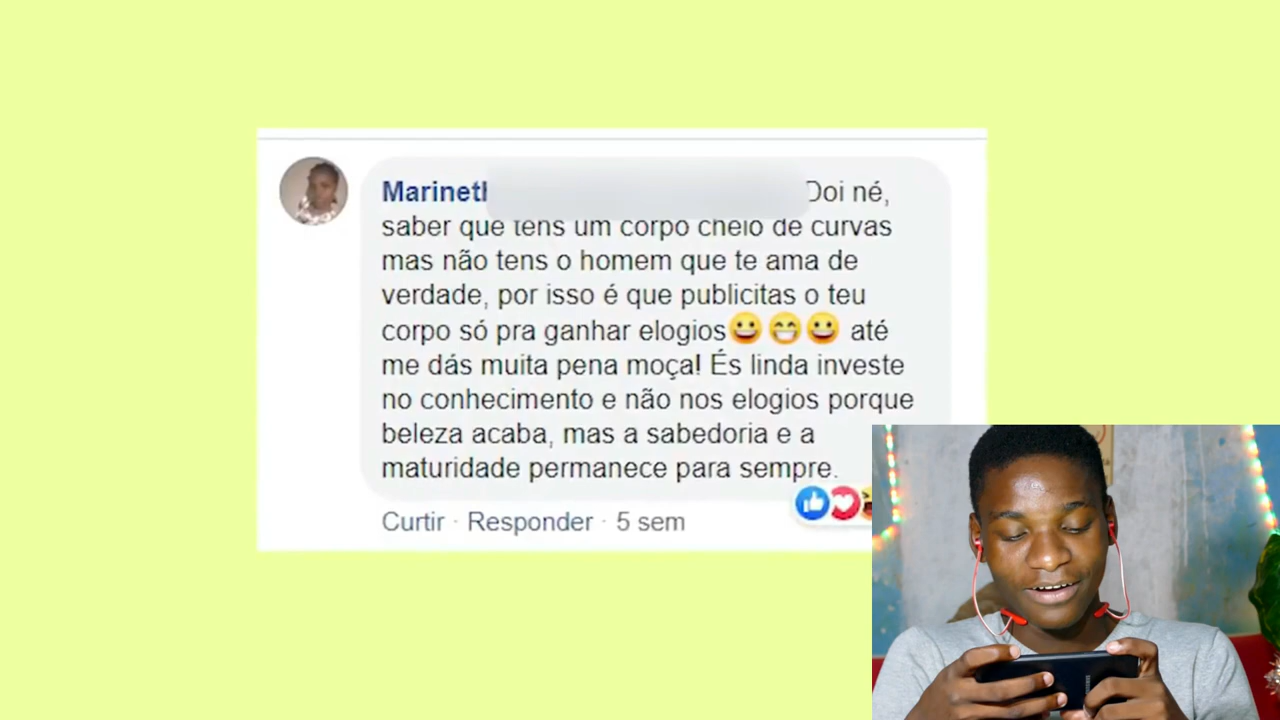 Marineth Doi né,
saber que tens um corpo cheio de curvas
mas não tens o homem que te ama de
verdade, por isso é que publicitas o teu
corpo só pra ganhar elogios😀😁😀 até
me dás muita pena moça! És linda investe
no conhecimento e não nos elogios porque
beleza acaba, mas a sabedoria e a
maturidade permanece para sempre.
Curtir · Responder · 5 sem
SAMSUNG